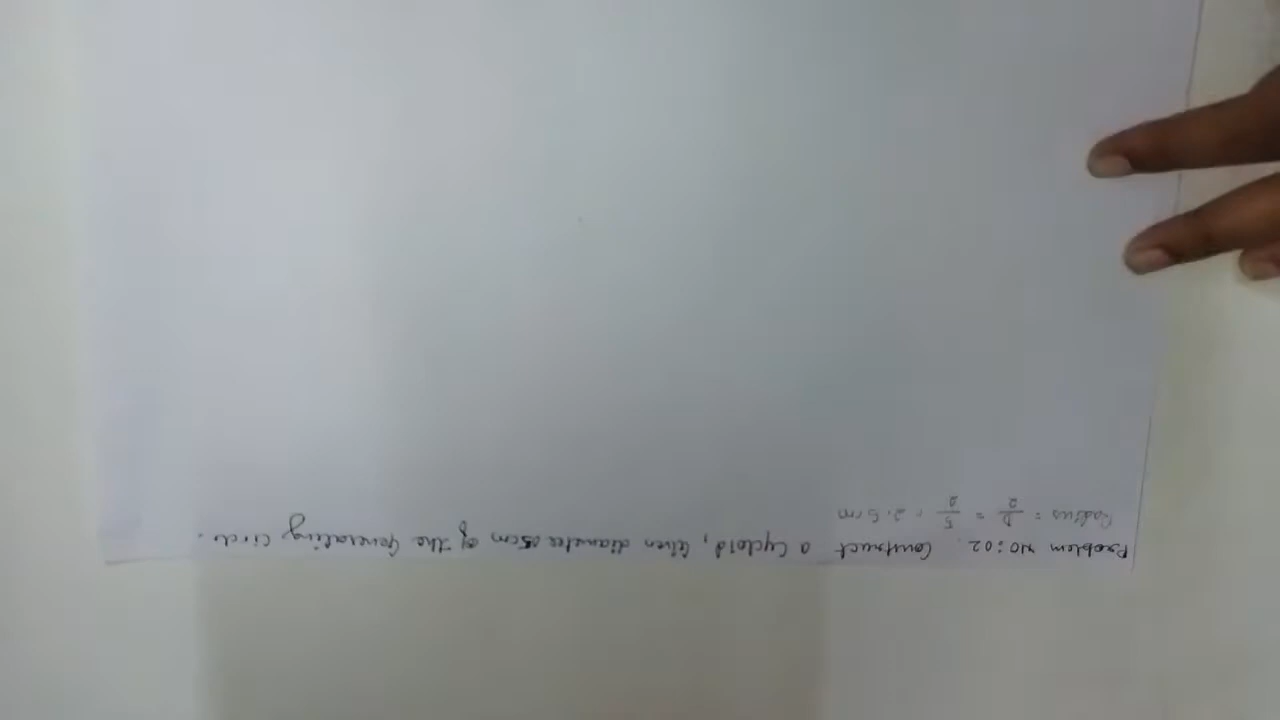 Problem NO:02. Construct a Cycloid, Given diameter 5cm of the Generating Circle.
Radius = D/2 = 5/2 = 2.5cm